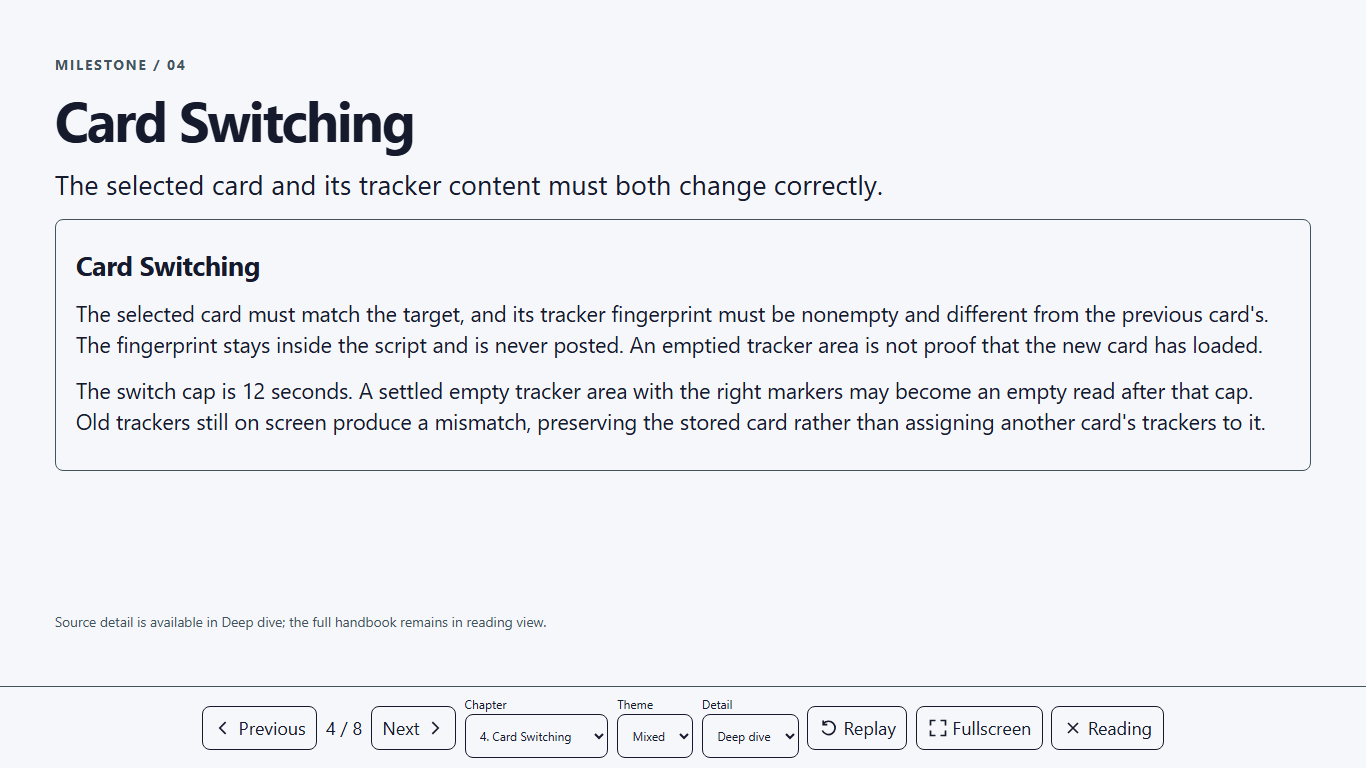 MILESTONE / 04
Card Switching
The selected card and its tracker content must both change correctly.
Card Switching
The selected card must match the target, and its tracker fingerprint must be nonempty and different from the previous card's.
The fingerprint stays inside the script and is never posted. An emptied tracker area is not proof that the new card has loaded.
The switch cap is 12 seconds. A settled empty tracker area with the right markers may become an empty read after that cap.
Old trackers still on screen produce a mismatch, preserving the stored card rather than assigning another card's trackers to it.
Source detail is available in Deep dive; the full handbook remains in reading view.
Chapter Theme Detail
Previous 4 / 8 Next 4. Card Switching Mixed Deep dive Replay Fullscreen Reading